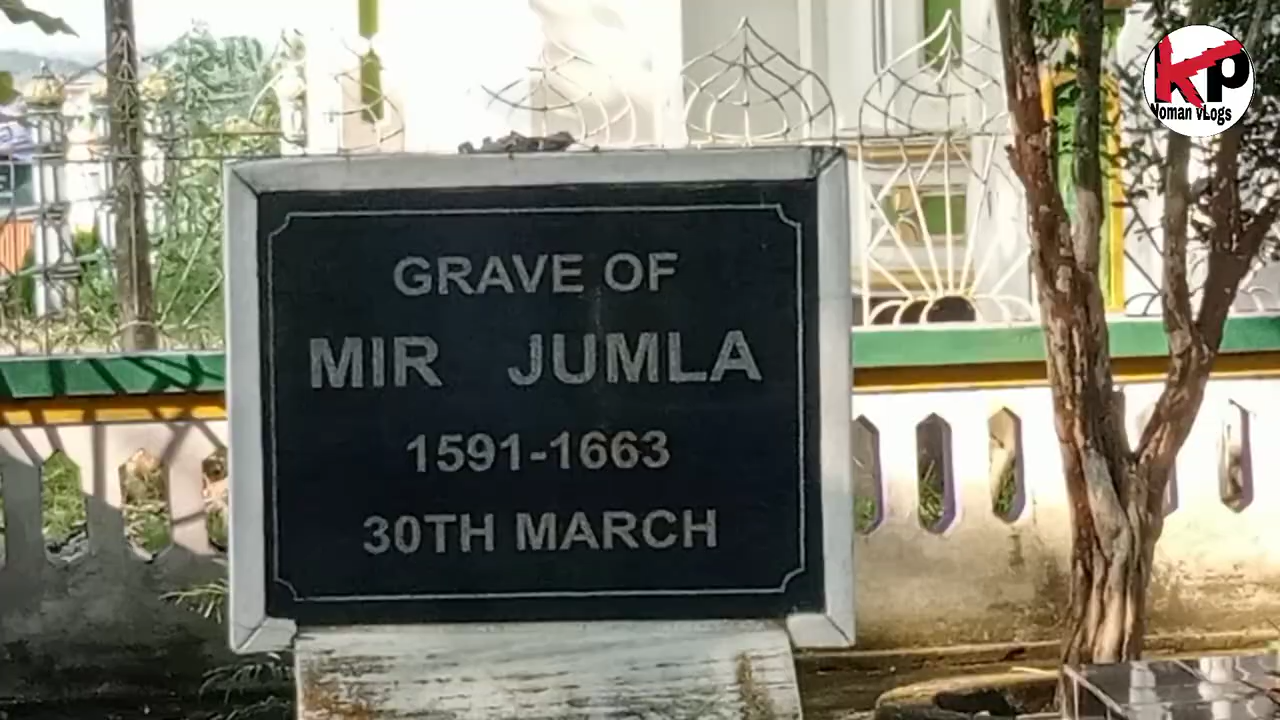 GRAVE OF
MIR JUMLA
1591-1663
30TH MARCH
KP
Noman vLogs